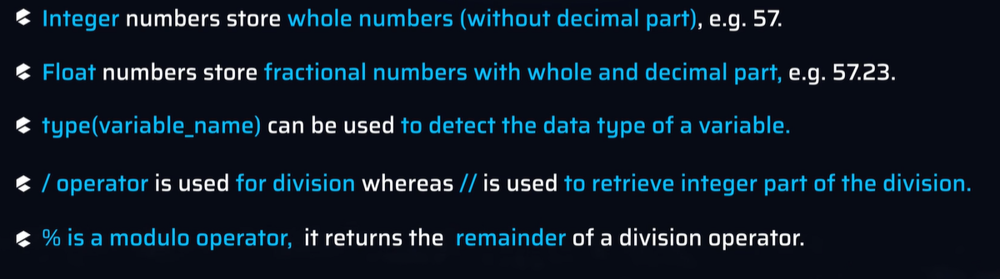 Integer numbers store whole numbers (without decimal part), e.g. 57.
Float numbers store fractional numbers with whole and decimal part, e.g. 57.23.
type(variable_name) can be used to detect the data type of a variable.
/ operator is used for division whereas // is used to retrieve integer part of the division.
% is a modulo operator, it returns the remainder of a division operator.